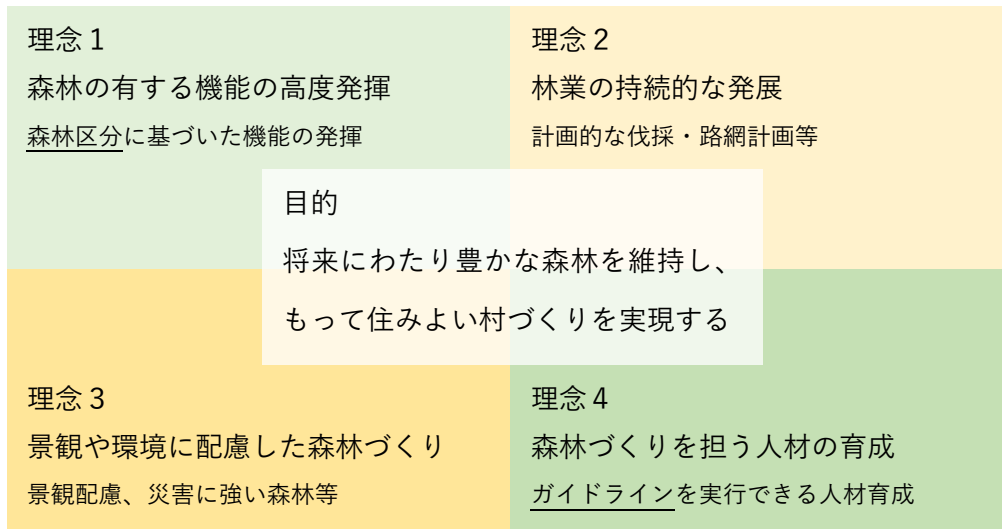 理念１
森林の有する機能の高度発揮
森林区分に基づいた機能の発揮
理念２
林業の持続的な発展
計画的な伐採・路網計画等
目的
将来にわたり豊かな森林を維持し、
もって住みよい村づくりを実現する
理念３
景観や環境に配慮した森林づくり
景観配慮、災害に強い森林等
理念４
森林づくりを担う人材の育成
ガイドラインを実行できる人材育成